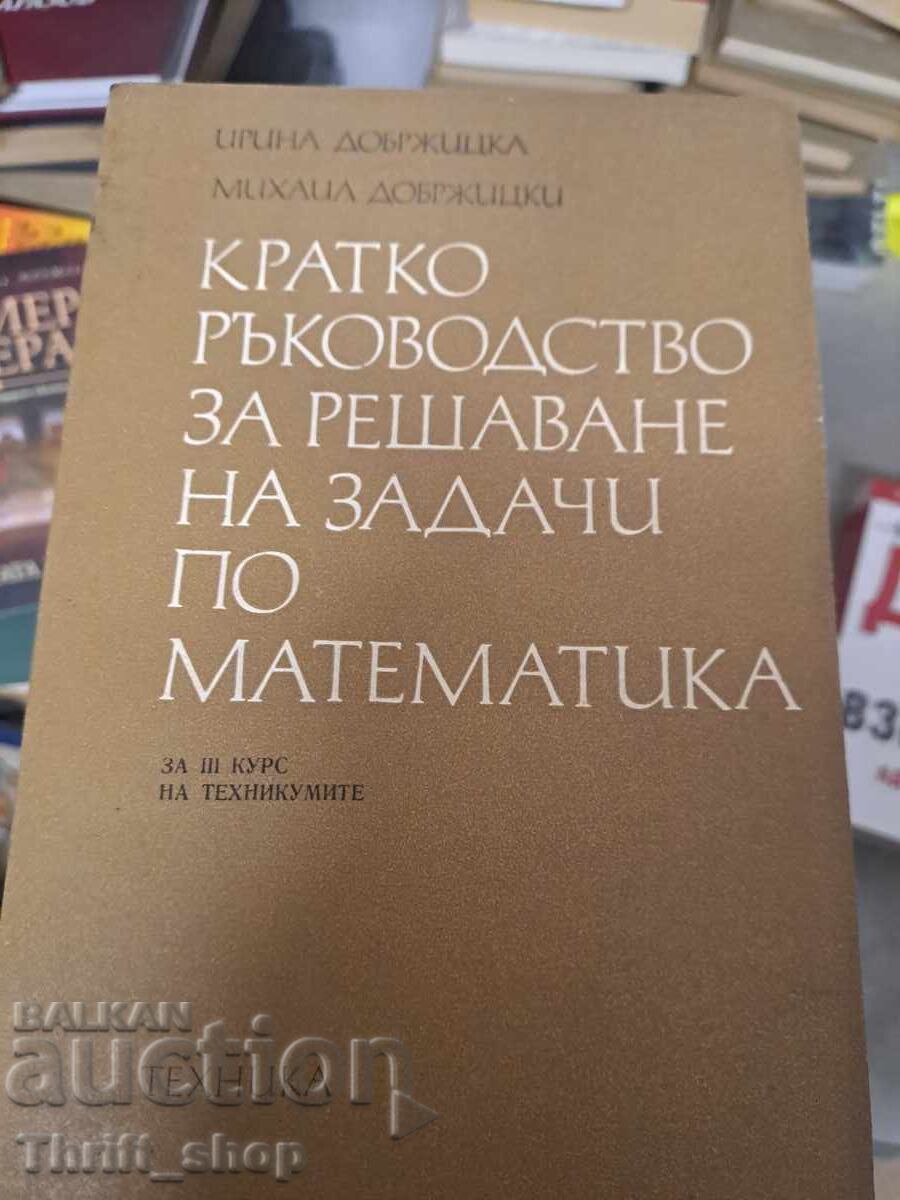 ИРИНА ДОБРЖИЦКА
МИХАИЛ ДОБРЖИЦКИ
КРАТКО
РЪКОВОДСТВО
ЗА РЕШАВАНЕ
НА ЗАДАЧИ
ПО
МАТЕМАТИКА
ЗА III КУРС
НА ТЕХНИКУМИТЕ
ТЕХНИКА
BALKAN
auction
Thrift_shop